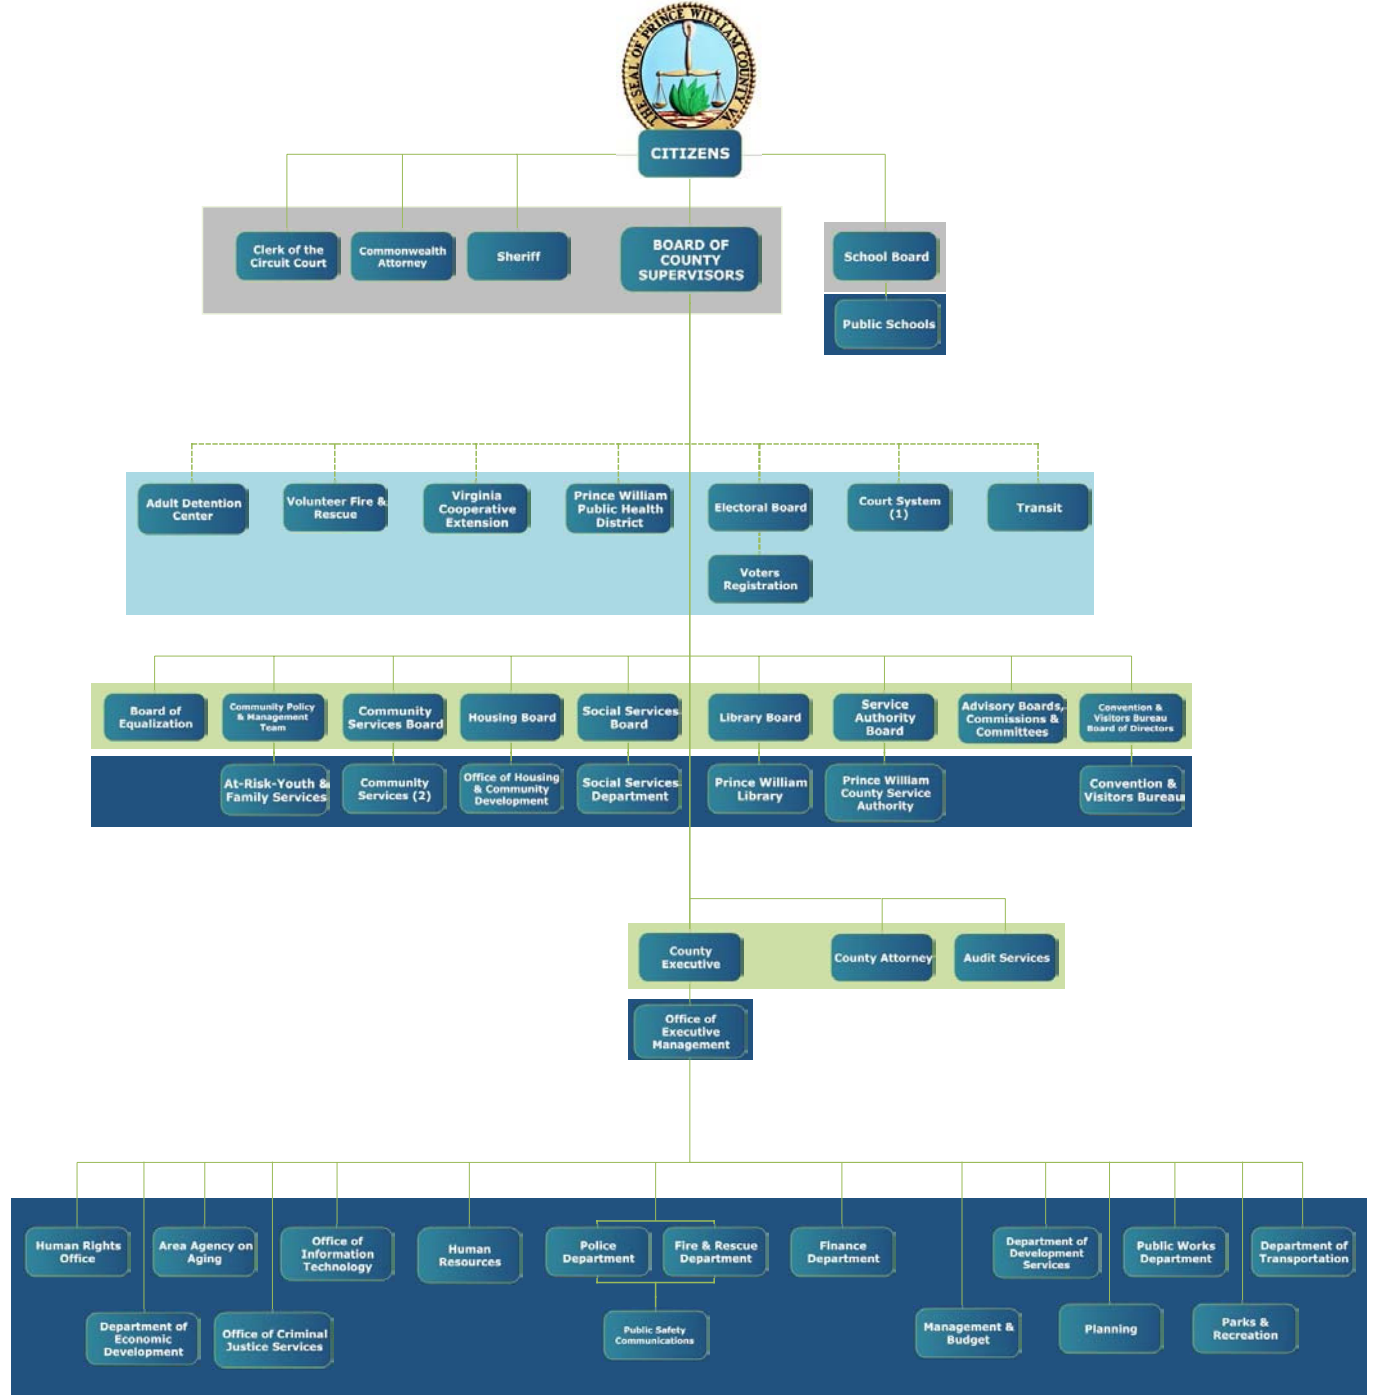 THE SEAL OF PRINCE WILLIAM COUNTY VA
CITIZENS
Clerk of the
Circuit Court
Commonwealth
Attorney
Sheriff
BOARD OF
COUNTY
SUPERVISORS
School Board
Public Schools
Adult Detention
Center
Volunteer Fire &
Rescue
Virginia
Cooperative
Extension
Prince William
Public Health
District
Electoral Board
Court System
(1)
Transit
Voters
Registration
Board of
Equalization
Community Policy
& Management
Team
Community
Services Board
Housing Board
Social Services
Board
Library Board
Service
Authority
Board
Advisory Boards,
Commissions &
Committees
Convention &
Visitors Bureau
Board of Directors
At-Risk-Youth &
Family Services
Community
Services (2)
Office of Housing
& Community
Development
Social Services
Department
Prince William
Library
Prince William
County Service
Authority
Convention &
Visitors Bureau
County
Executive
County Attorney
Audit Services
Office of
Executive
Management
Human Rights
Office
Area Agency on
Aging
Office of
Information
Technology
Human
Resources
Police
Department
Fire & Rescue
Department
Finance
Department
Department of
Development
Services
Public Works
Department
Department of
Transportation
Department of
Economic
Development
Office of Criminal
Justice Services
Public Safety
Communications
Management &
Budget
Planning
Parks &
Recreation